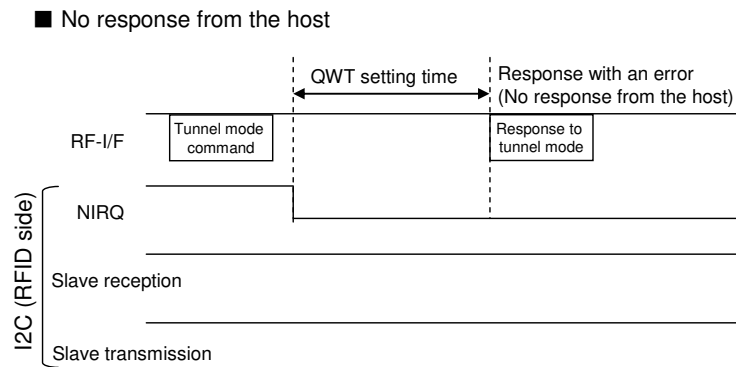 ■ No response from the host
QWT setting time
Response with an error
(No response from the host)
RF-I/F
Tunnel mode
command
Response to
tunnel mode
I2C (RFID side)
NIRQ
Slave reception
Slave transmission